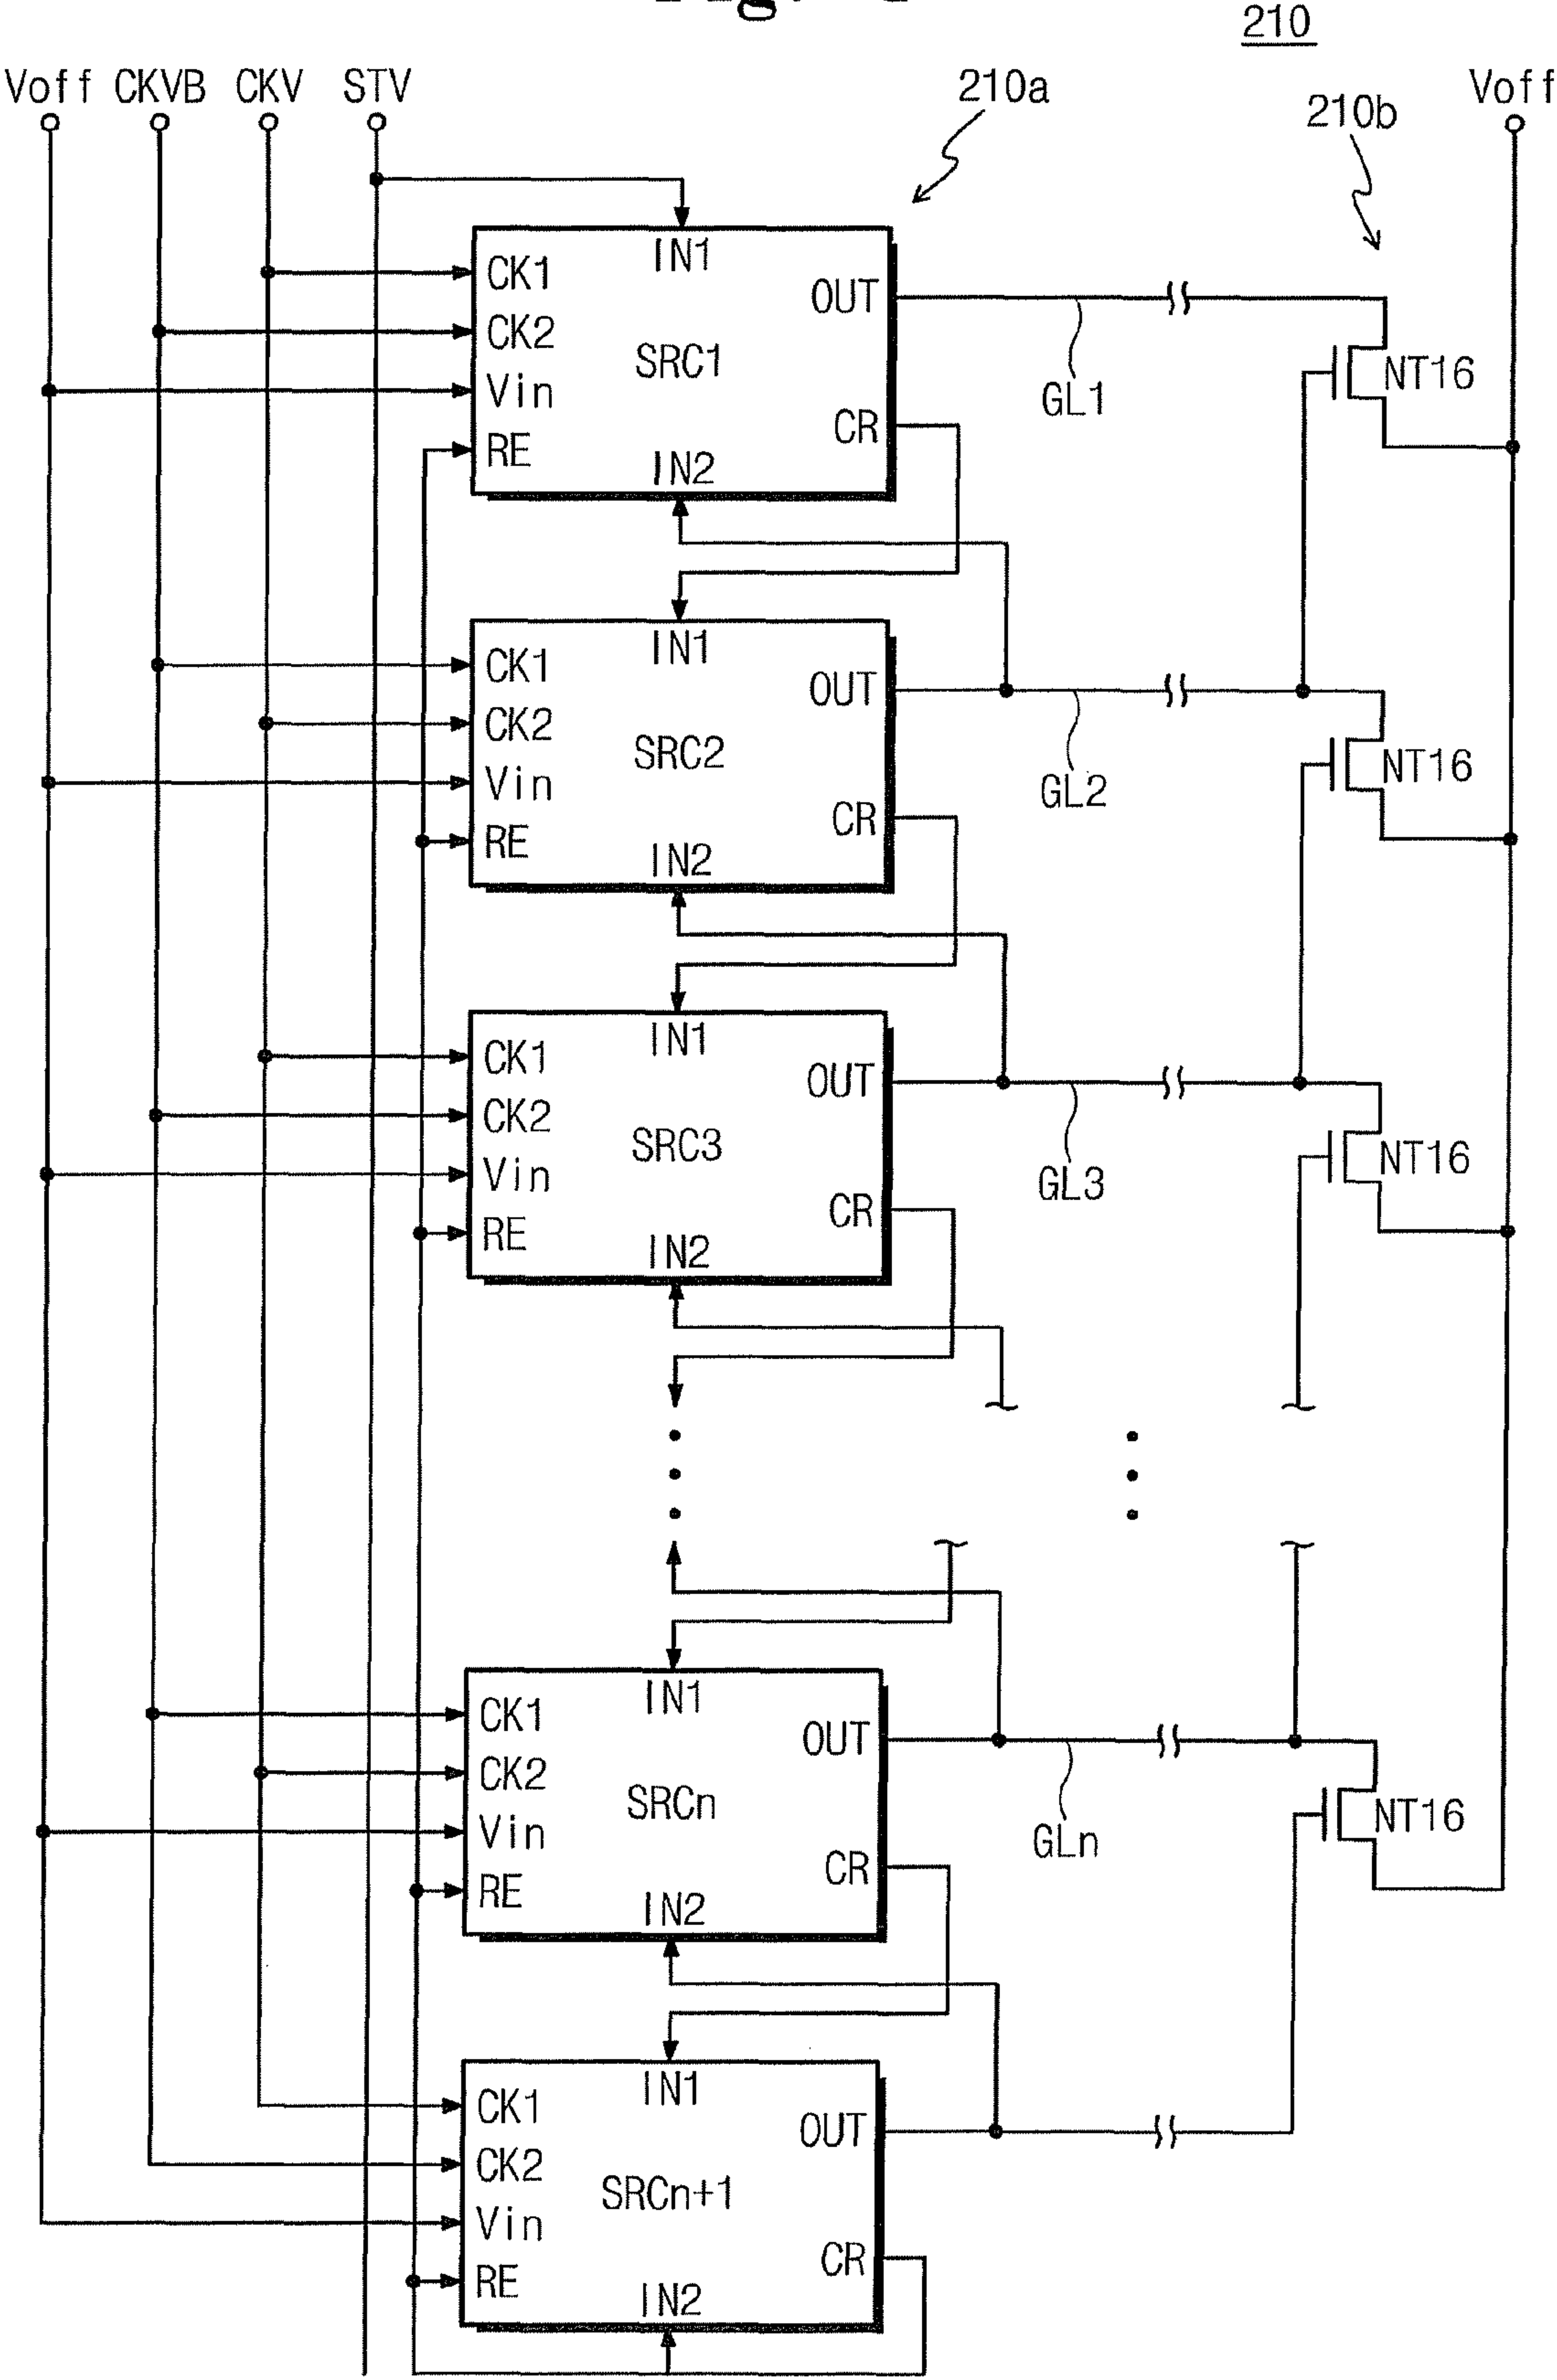 210
Voff CKVB CKV STV 210a 210b Voff
IN1
CK1 OUT
CK2 SRC1 NT16
Vin GL1
RE CR
IN2
IN1
CK1 OUT
CK2 SRC2 NT16
Vin GL2
RE CR
IN2
IN1
CK1 OUT
CK2 SRC3 NT16
Vin GL3
RE CR
IN2
IN1
CK1 OUT
CK2 SRCn NT16
Vin GLn
RE CR
IN2
IN1
CK1 OUT
CK2 SRCn+1
Vin
RE CR
IN2